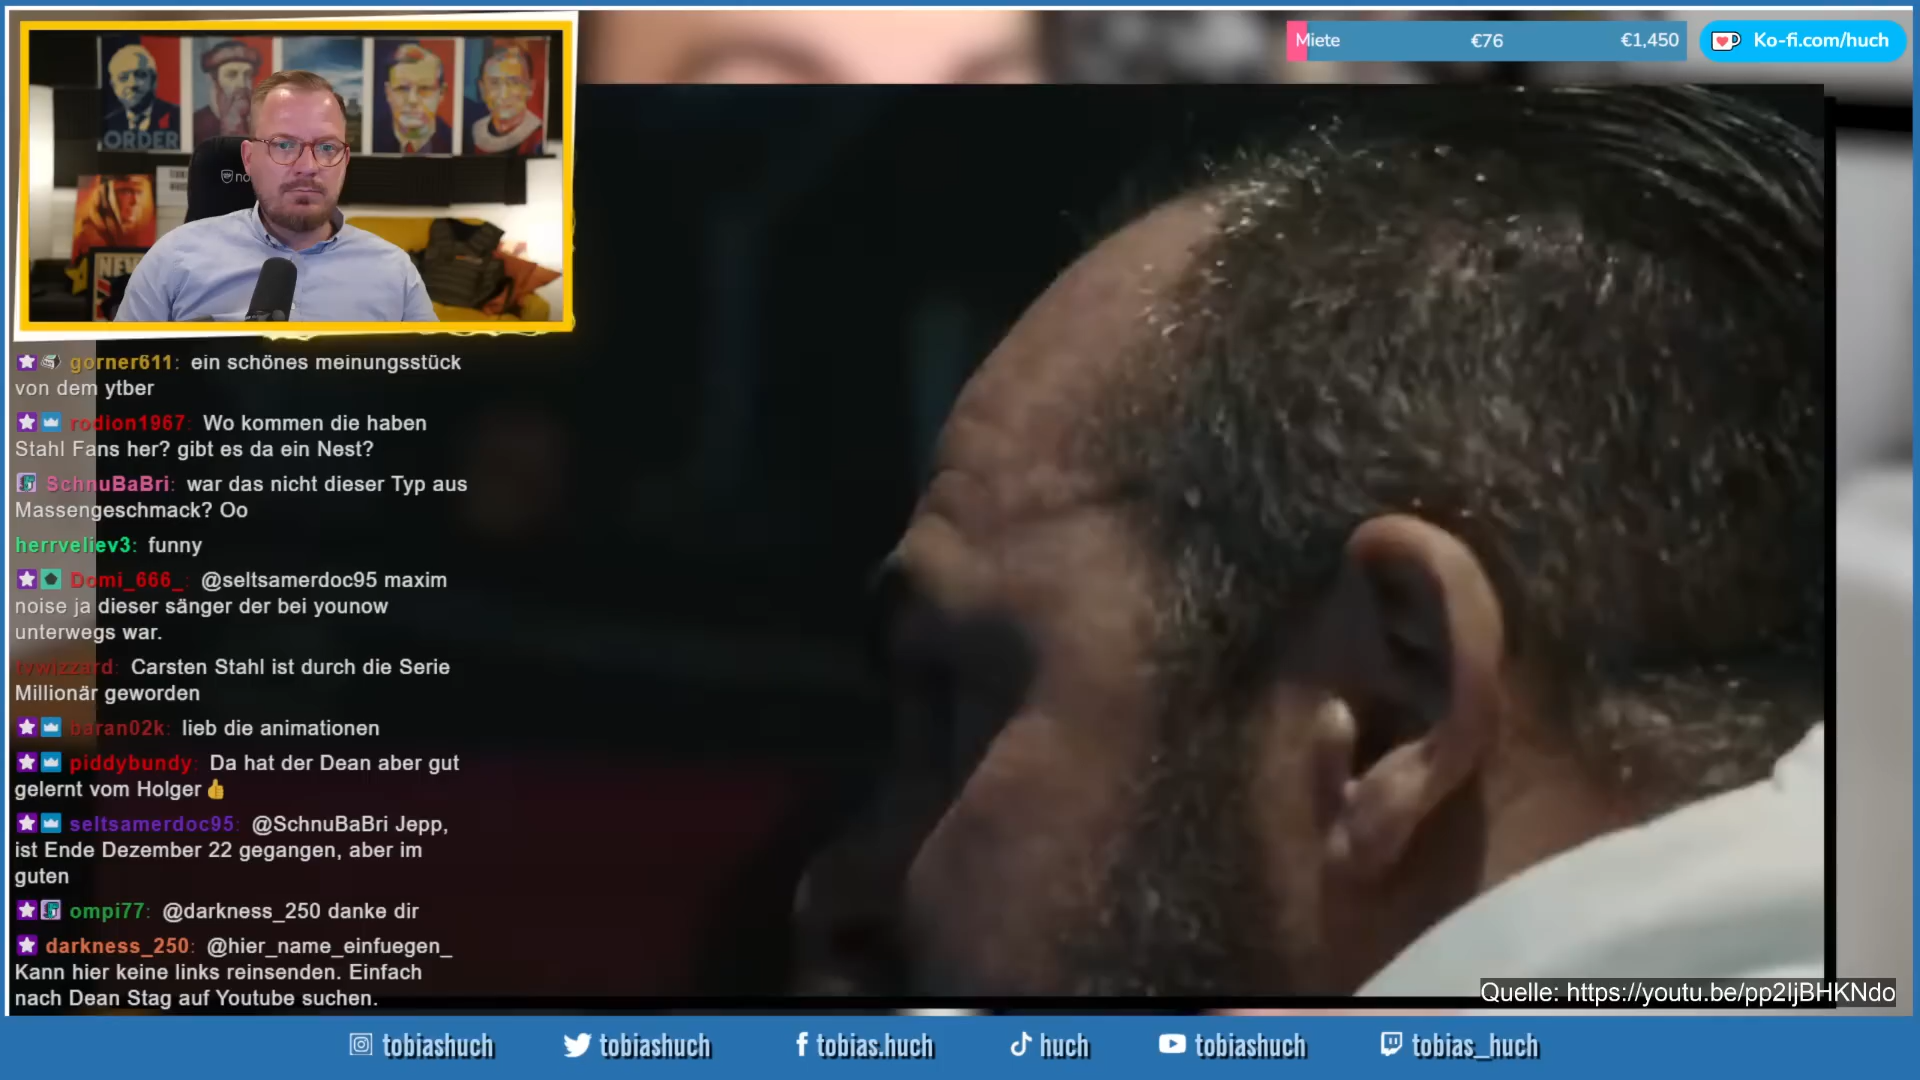 ORDER
NEW
Miete €76 €1,450
Ko-fi.com/huch
gorner611: ein schönes meinungsstück
von dem ytber
rodion1967: Wo kommen die haben
Stahl Fans her? gibt es da ein Nest?
SchnuBaBri: war das nicht dieser Typ aus
Massengeschmack? Oo
herrveliev3: funny
Domi_666_: @seltsamerdoc95 maxim
noise ja dieser sänger der bei younow
unterwegs war.
tywizzard: Carsten Stahl ist durch die Serie
Millionär geworden
baran02k: lieb die animationen
piddybundy: Da hat der Dean aber gut
gelernt vom Holger👍
seltsamerdoc95: @SchnuBaBri Jepp,
ist Ende Dezember 22 gegangen, aber im
guten
ompi77: @darkness_250 danke dir
darkness_250: @hier_name_einfuegen_
Kann hier keine links reinsenden. Einfach
nach Dean Stag auf Youtube suchen.
Quelle: https://youtu.be/pp2IjBHKNdo
tobiashuch tobiashuch tobias.huch huch tobiashuch tobias_huch